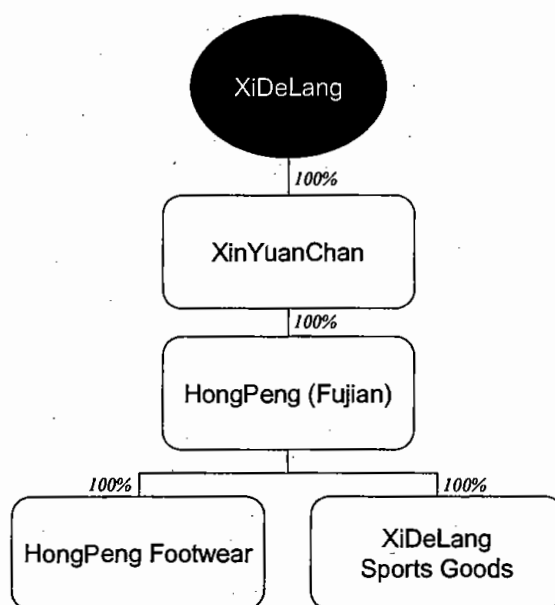 XiDeLang
100%
XinYuanChan
100%
HongPeng (Fujian)
100%
100%
HongPeng Footwear
XiDeLang
Sports Goods